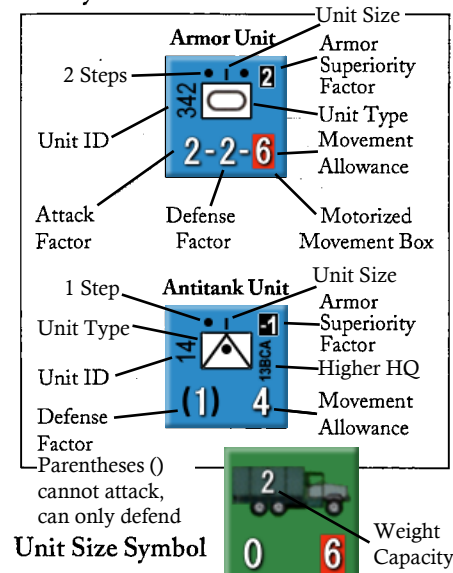 Unit Size
Armor Unit
Armor
Superiority
Factor
2 Steps
2
342
Unit Type
Unit ID
Movement
Allowance
2-2-6
Attack
Factor
Defense
Factor
Motorized
Movement Box
Unit Size
1 Step
Antitank Unit
Armor
Superiority
Factor
-1
Unit Type
14
13BCA
Higher HQ
Unit ID
(1) 4
Movement
Allowance
Defense
Factor
Parentheses ()
cannot attack,
can only defend
2
Weight
Capacity
Unit Size Symbol
0 6